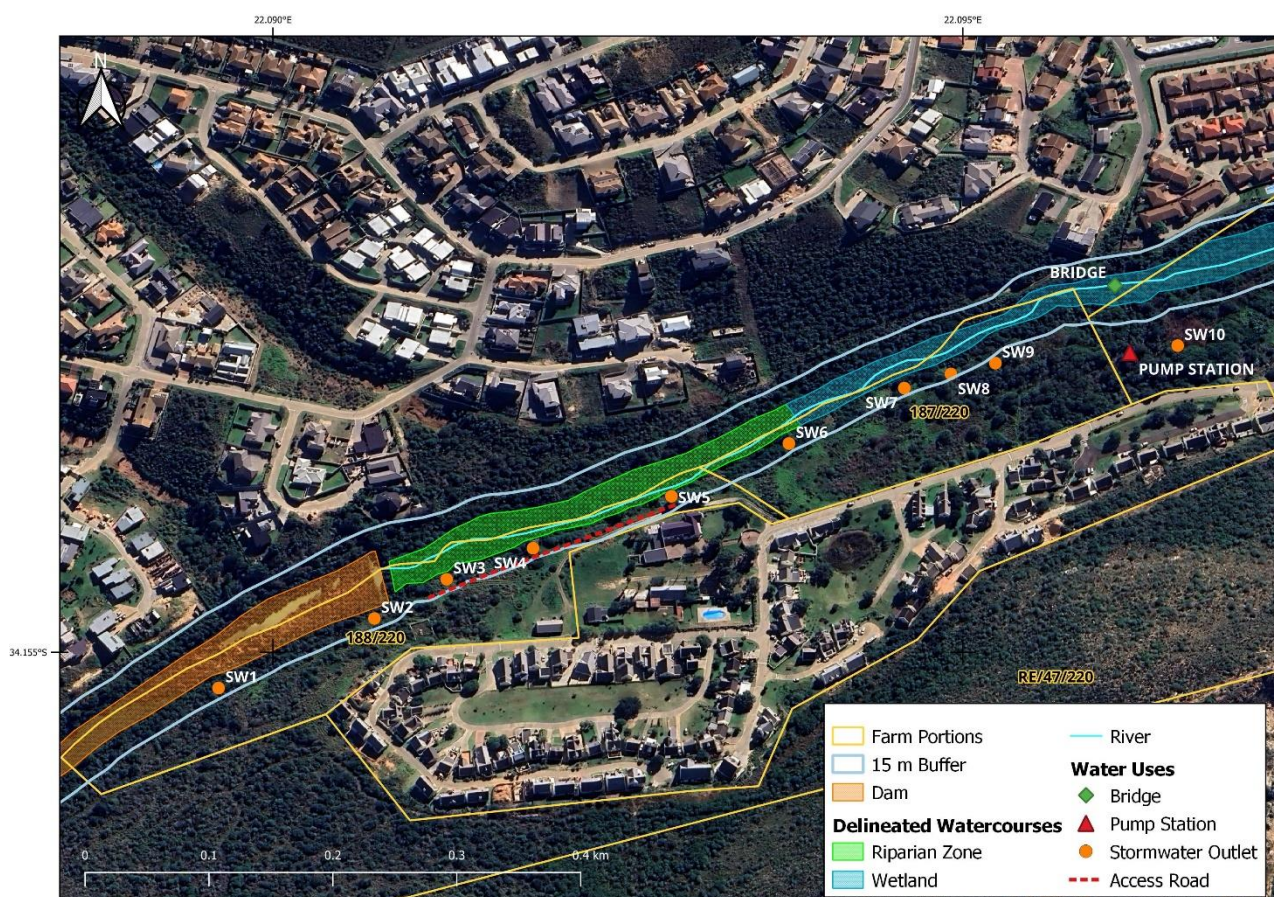 22.090°E
22.095°E
N
BRIDGE
SW10
PUMP STATION
SW9
SW8
SW7
187/220
SW6
SW5
SW4
SW3
SW2
188/220
34.155°S
SW1
RE/47/220
Farm Portions
15 m Buffer
Dam
Delineated Watercourses
Riparian Zone
Wetland
River
Water Uses
Bridge
Pump Station
Stormwater Outlet
Access Road
0 0.1 0.2 0.3 0.4 km